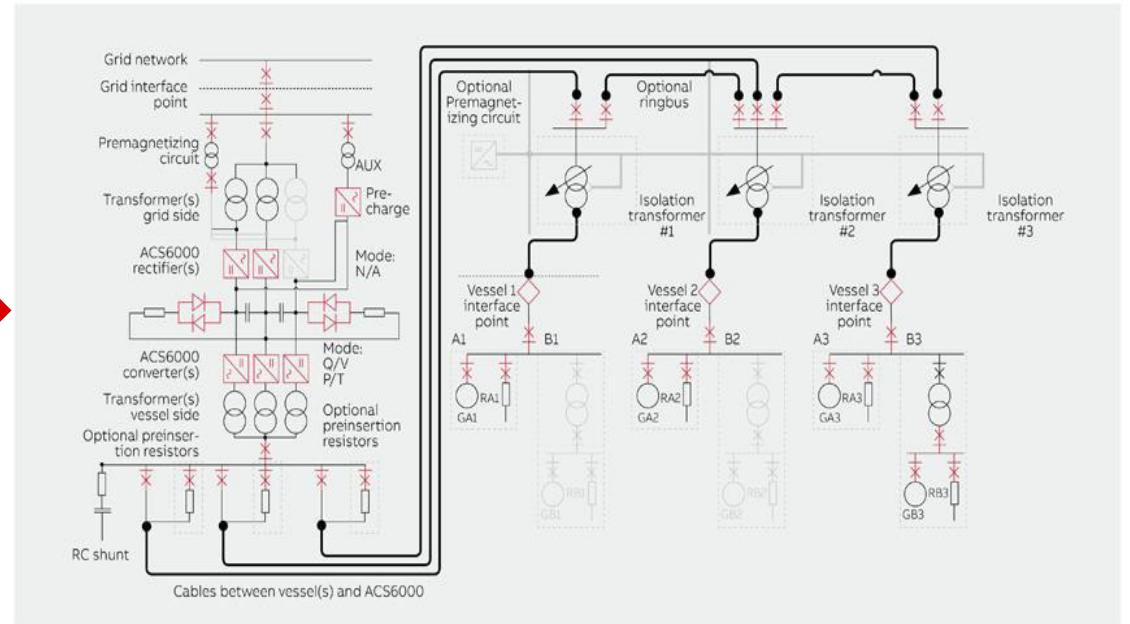 Grid network
Grid interface
point
Premagnetizing
circuit
AUX
Transformer(s)
grid side
Pre-
charge
ACS6000
rectifier(s)
Mode:
N/A
ACS6000
converter(s)
Mode:
Q/V
P/T
Transformer(s)
vessel side
Optional
preinsertion
resistors
Optional preinser-
tion resistors
RC shunt
Cables between vessel(s) and ACS6000
Optional
Premagnet-
izing circuit
Optional
ringbus
Isolation
transformer
#1
Isolation
transformer
#2
Isolation
transformer
#3
Vessel 1
interface
point
Vessel 2
interface
point
Vessel 3
interface
point
A1 B1
A2 B2
A3 B3
RA1
GA1
RA2
GA2
RA3
GA3
RB1
GB1
RB2
GB2
RB3
GB3